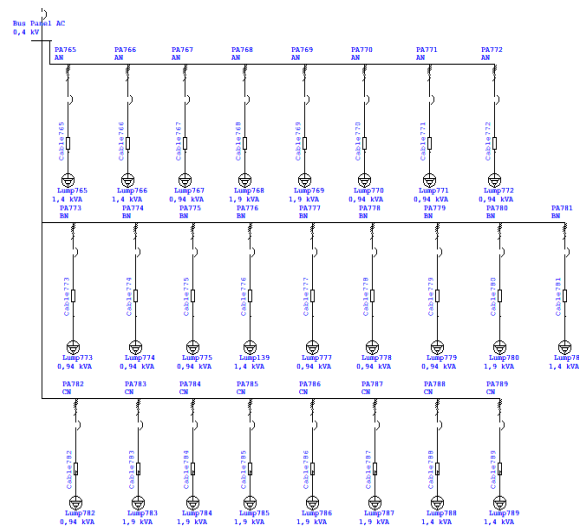 Bus Panel AC
0,4 kV
PA765 PA766 PA767 PA768 PA769 PA770 PA771 PA772
AN AN AN AN AN AN AN AN
Cable765 Cable766 Cable767 Cable768 Cable769 Cable770 Cable771 Cable772
Lump765 Lump766 Lump767 Lump768 Lump769 Lump770 Lump771 Lump772
1,4 kVA 1,4 kVA 0,94 kVA 1,9 kVA 1,9 kVA 0,94 kVA 0,94 kVA 0,94 kVA
PA773 PA774 PA775 PA776 PA777 PA778 PA779 PA780 PA781
BN BN BN BN BN BN BN BN BN
Cable773 Cable774 Cable775 Cable776 Cable777 Cable778 Cable779 Cable780 Cable781
Lump773 Lump774 Lump775 Lump139 Lump777 Lump778 Lump779 Lump780 Lump78
0,94 kVA 0,94 kVA 0,94 kVA 1,4 kVA 0,94 kVA 0,94 kVA 0,94 kVA 1,9 kVA 1,4 kVA
PA782 PA783 PA784 PA785 PA786 PA787 PA788 PA789
CN CN CN CN CN CN CN CN
Cable782 Cable783 Cable784 Cable785 Cable786 Cable787 Cable788 Cable789
Lump782 Lump783 Lump784 Lump785 Lump786 Lump787 Lump788 Lump789
0,94 kVA 1,9 kVA 1,9 kVA 1,9 kVA 1,9 kVA 1,9 kVA 1,4 kVA 1,4 kVA